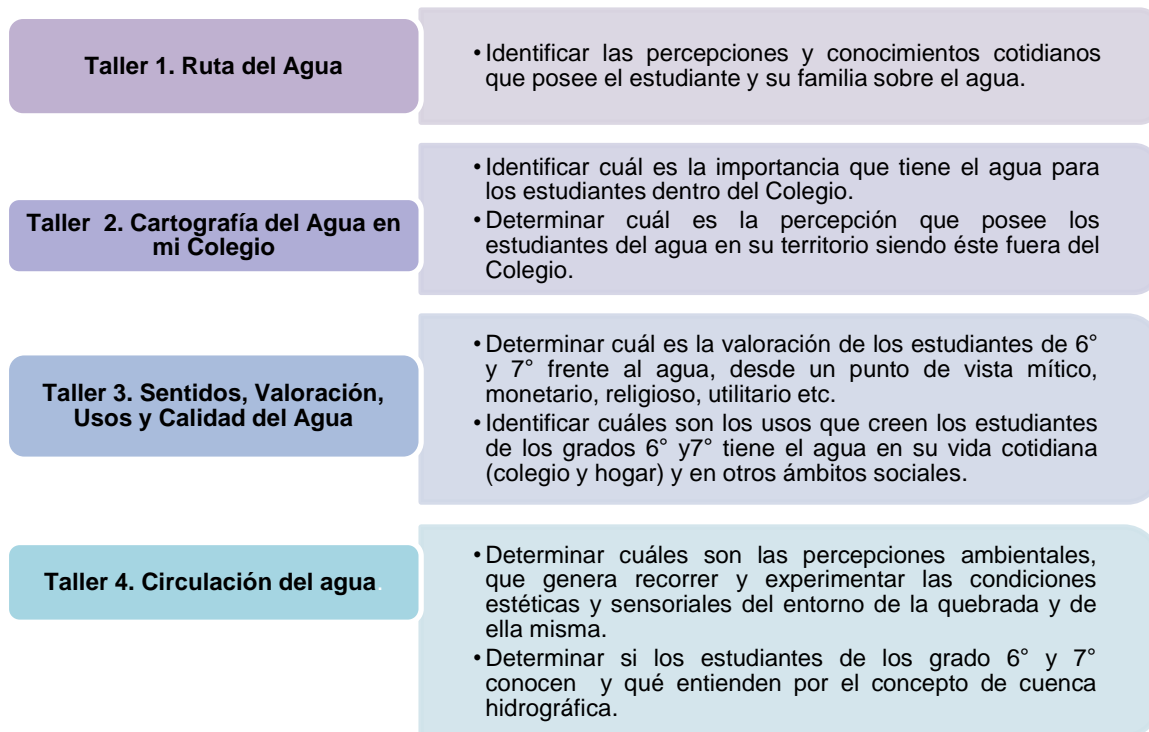 Taller 1. Ruta del Agua
•Identificar las percepciones y conocimientos cotidianos
que posee el estudiante y su familia sobre el agua.
Taller 2. Cartografía del Agua en
mi Colegio
•Identificar cuál es la importancia que tiene el agua para
los estudiantes dentro del Colegio.
•Determinar cuál es la percepción que posee los
estudiantes del agua en su territorio siendo éste fuera del
Colegio.
Taller 3. Sentidos, Valoración,
Usos y Calidad del Agua
•Determinar cuál es la valoración de los estudiantes de 6°
y 7° frente al agua, desde un punto de vista mítico,
monetario, religioso, utilitario etc.
•Identificar cuáles son los usos que creen los estudiantes
de los grados 6° y7° tiene el agua en su vida cotidiana
(colegio y hogar) y en otros ámbitos sociales.
Taller 4. Circulación del agua.
•Determinar cuáles son las percepciones ambientales,
que genera recorrer y experimentar las condiciones
estéticas y sensoriales del entorno de la quebrada y de
ella misma.
•Determinar si los estudiantes de los grado 6° y 7°
conocen y qué entienden por el concepto de cuenca
hidrográfica.